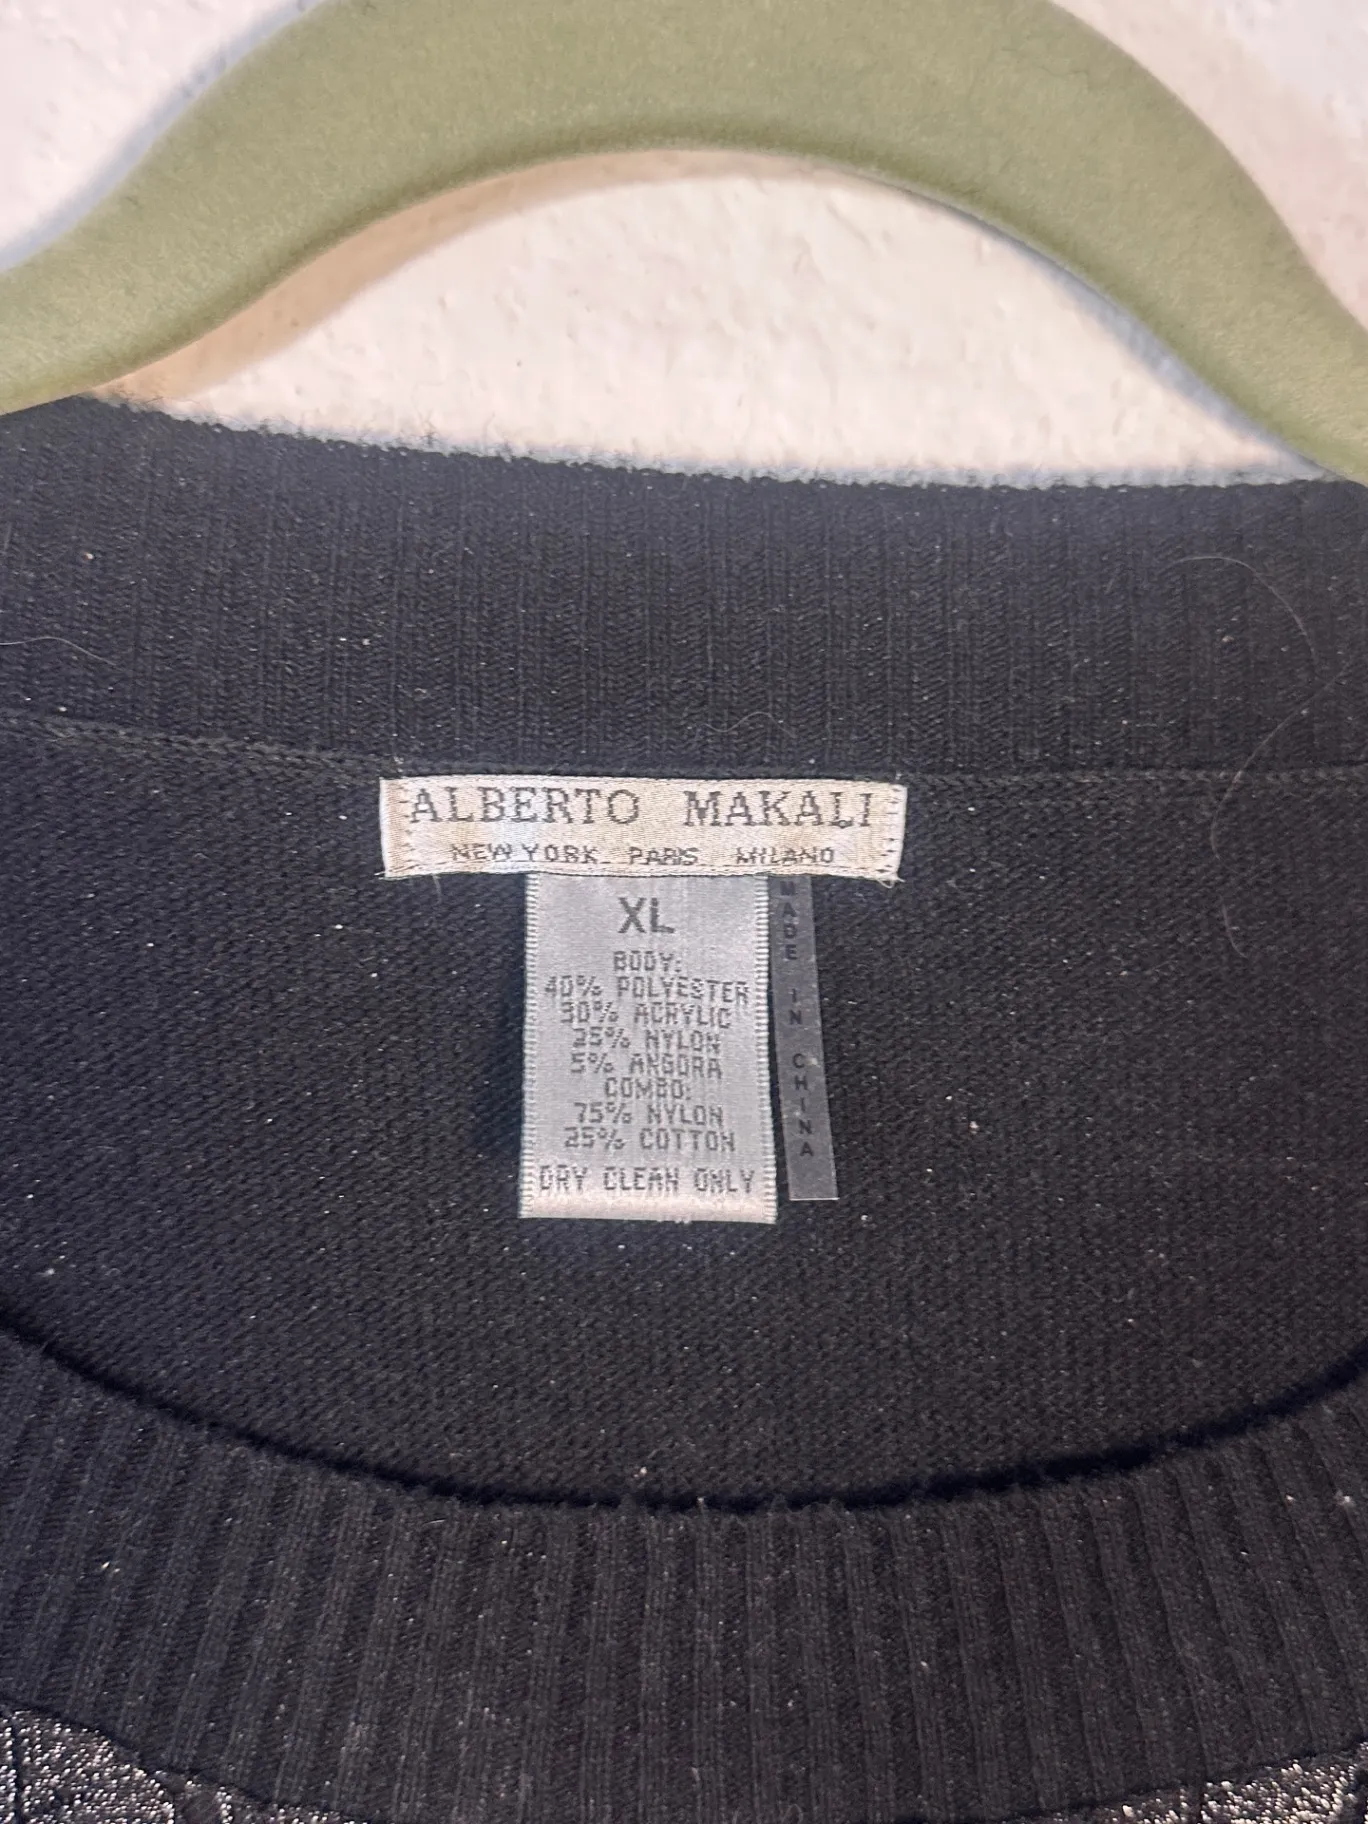 ALBERTO MAKALI
NEW YORK PARIS MILANO
XL
BODY:
40% POLYESTER
30% ACRYLIC
25% NYLON
5% ANGORA
COMBO:
75% NYLON
25% COTTON
DRY CLEAN ONLY
MADE IN CHINA